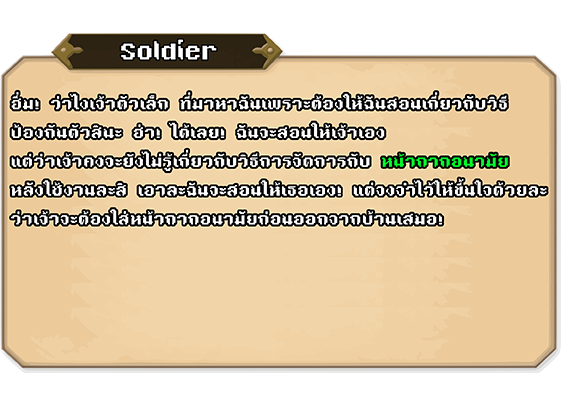 Soldier
อื่ม! ว่าไงเจ้าตัวเล็ก ที่มาหาฉันเพราะต้องให้ฉันสอนเกี่ยวกับวิธี
ป้องกันตัวสินะ ฮ่า! ได้เลย! ฉันจะสอนให้เจ้าเอง
แต่ว่าเจ้าคงจะยังไม่รู้เกี่ยวกับวิธีการจัดการกับ หน้ากากอนามัย
หลังใช้งานละสิ เอาละฉันจะสอนให้เธอเอง! แต่จงจำไว้ให้ขึ้นใจด้วยละ
ว่าเจ้าจะต้องใส่หน้ากากอนามัยก่อนออกจากบ้านเสมอ!